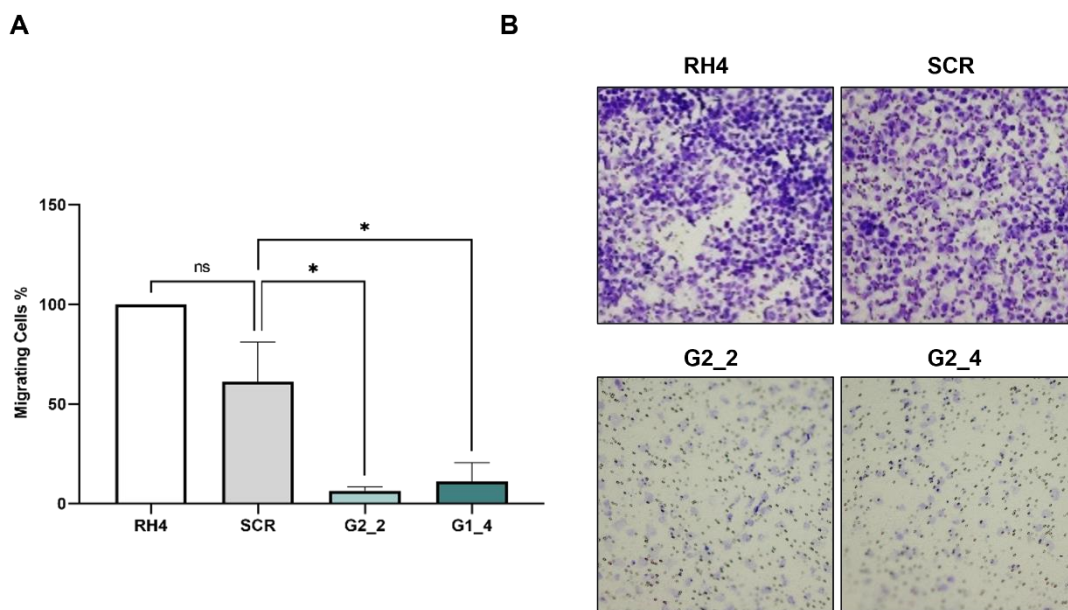 A
150
100
50
0
Migrating Cells %
ns
*
*
RH4 SCR G2_2 G1_4
B
RH4 SCR
G2_2 G2_4